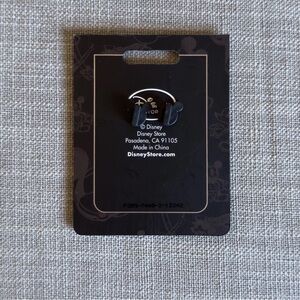 © Disney
Disney Store
Pasadena, CA 91105
Made in China
DisneyStore.com